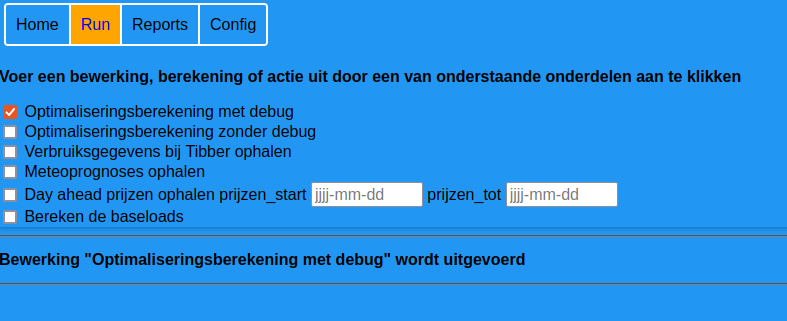 Home Run Reports Config
Voer een bewerking, berekening of actie uit door een van onderstaande onderdelen aan te klikken
Optimaliseringsberekening met debug
Optimaliseringsberekening zonder debug
Verbruiksgegevens bij Tibber ophalen
Meteoprognoses ophalen
Day ahead prijzen ophalen prijzen_start jjjj-mm-dd prijzen_tot jjjj-mm-dd
Bereken de baseloads
Bewerking "Optimaliseringsberekening met debug" wordt uitgevoerd